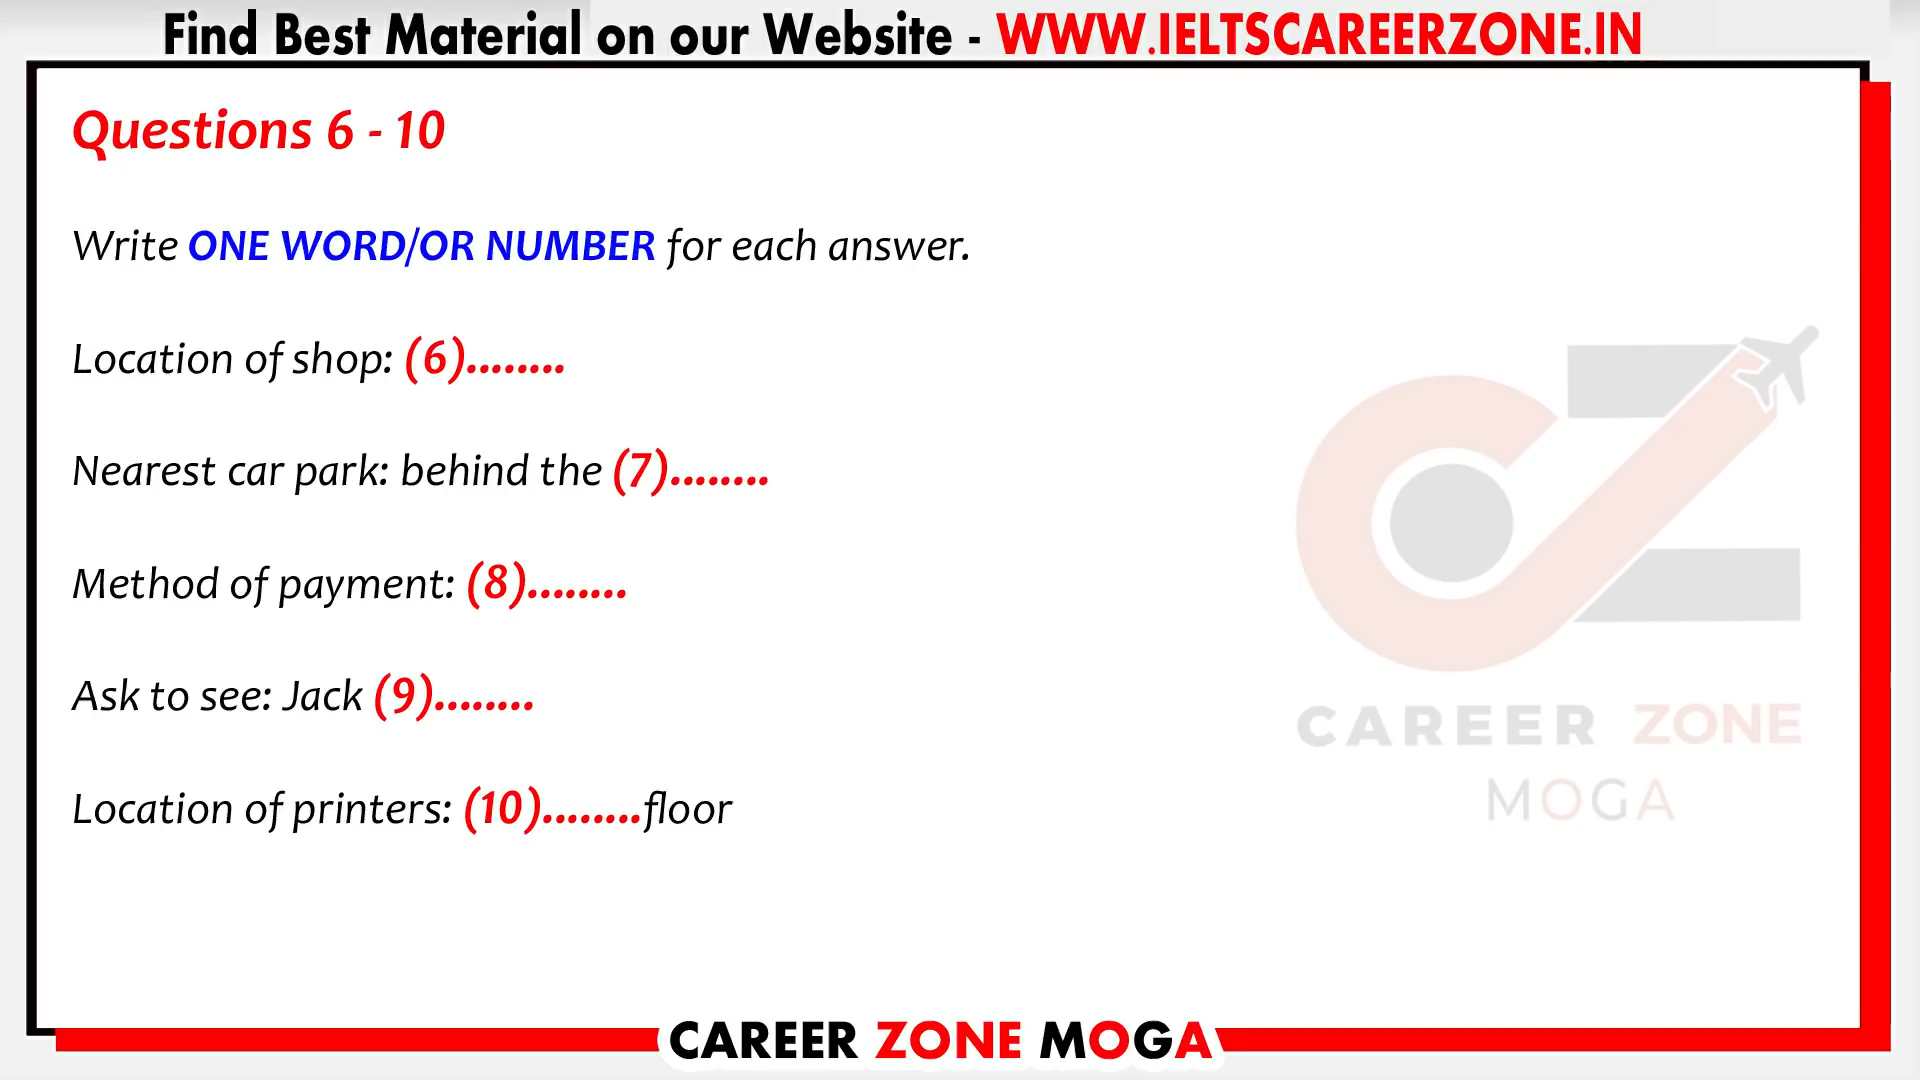 Find Best Material on our Website - WWW.IELTSCAREERZONE.IN
Questions 6 - 10
Write ONE WORD/OR NUMBER for each answer.
Location of shop: (6)........
Nearest car park: behind the (7)........
Method of payment: (8)........
Ask to see: Jack (9)........
Location of printers: (10)........floor
CAREER ZONE
MOGA
CAREER ZONE MOGA